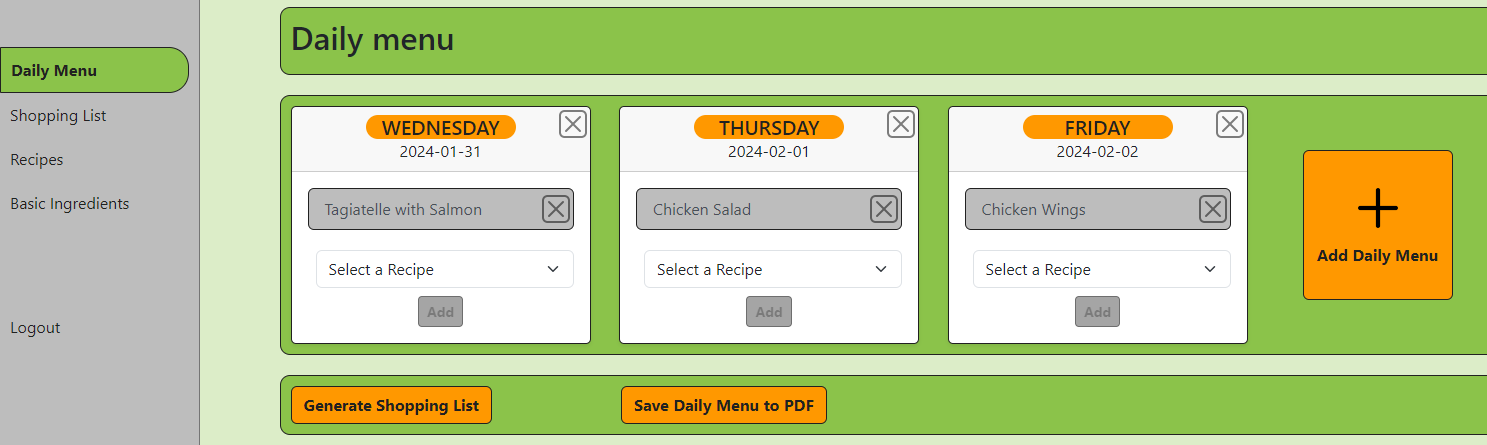 Daily Menu
Shopping List
Recipes
Basic Ingredients
Logout
Daily menu
WEDNESDAY
2024-01-31
Tagiatelle with Salmon
Select a Recipe
Add
THURSDAY
2024-02-01
Chicken Salad
Select a Recipe
Add
FRIDAY
2024-02-02
Chicken Wings
Select a Recipe
Add
Add Daily Menu
Generate Shopping List
Save Daily Menu to PDF